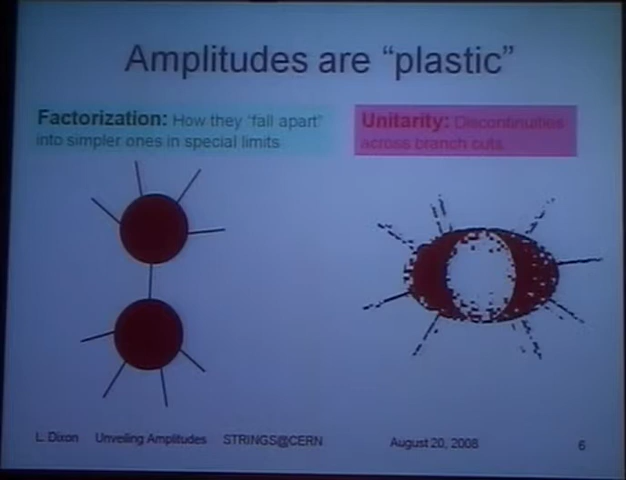 Amplitudes are "plastic"
Factorization: How they "fall apart"
into simpler ones in special limits
Unitarity: Discontinuities
across branch cuts
L. Dixon Unveiling Amplitudes STRINGS@CERN August 20, 2008 6